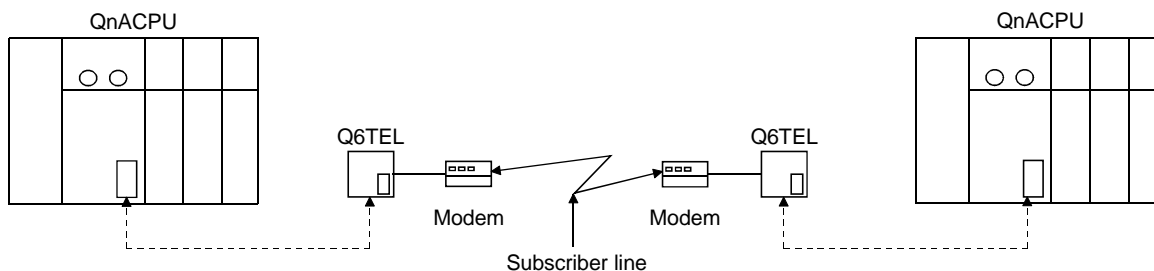 QnACPU
QnACPU
Q6TEL
Q6TEL
Modem
Modem
Subscriber line